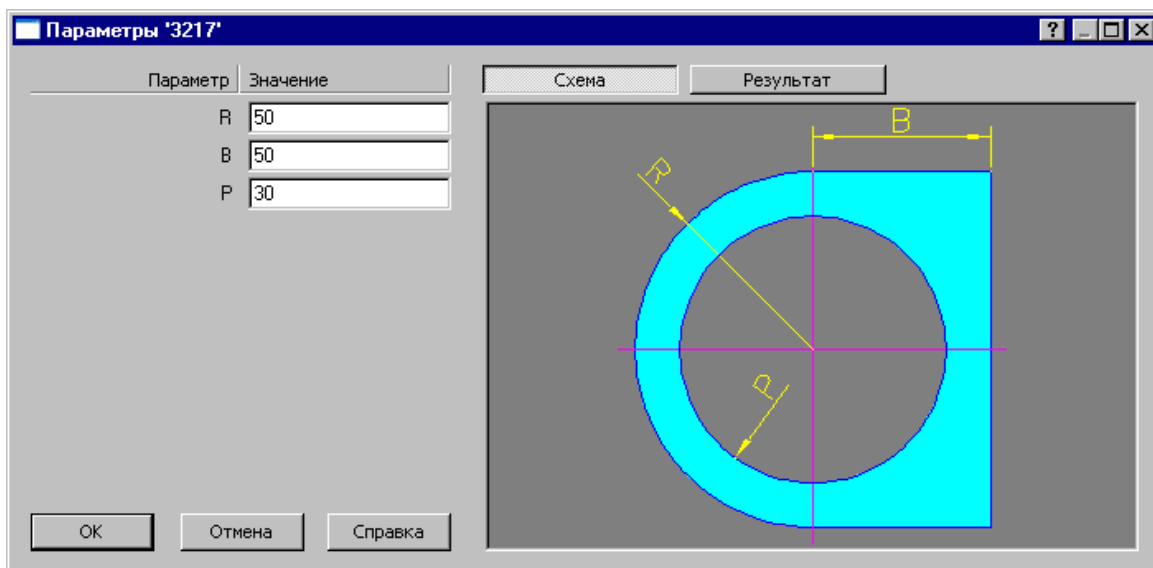 Параметры '3217'
Параметр Значение
R 50
B 50
P 30
Схема Результат
B
R
P
OK Отмена Справка